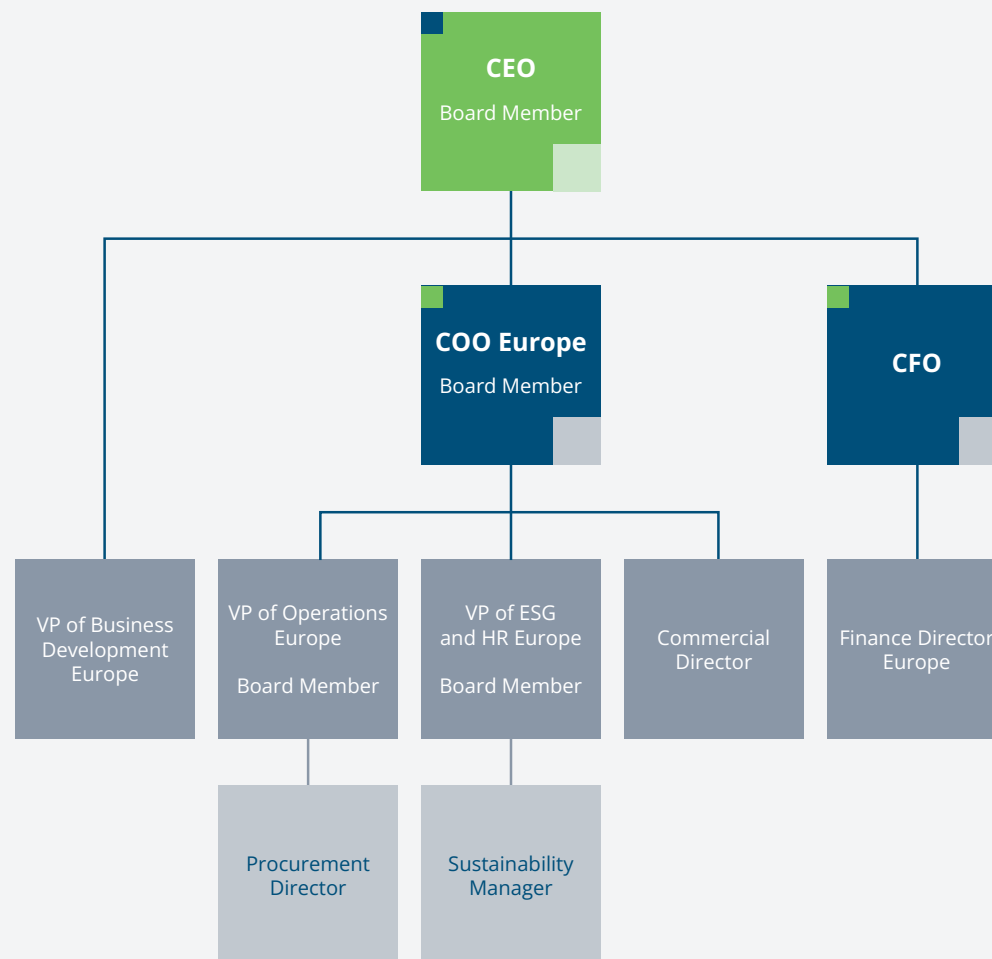 CEO
Board Member
COO Europe
Board Member
CFO
VP of Business
Development
Europe
VP of Operations
Europe
Board Member
VP of ESG
and HR Europe
Board Member
Commercial
Director
Finance Director
Europe
Procurement
Director
Sustainability
Manager